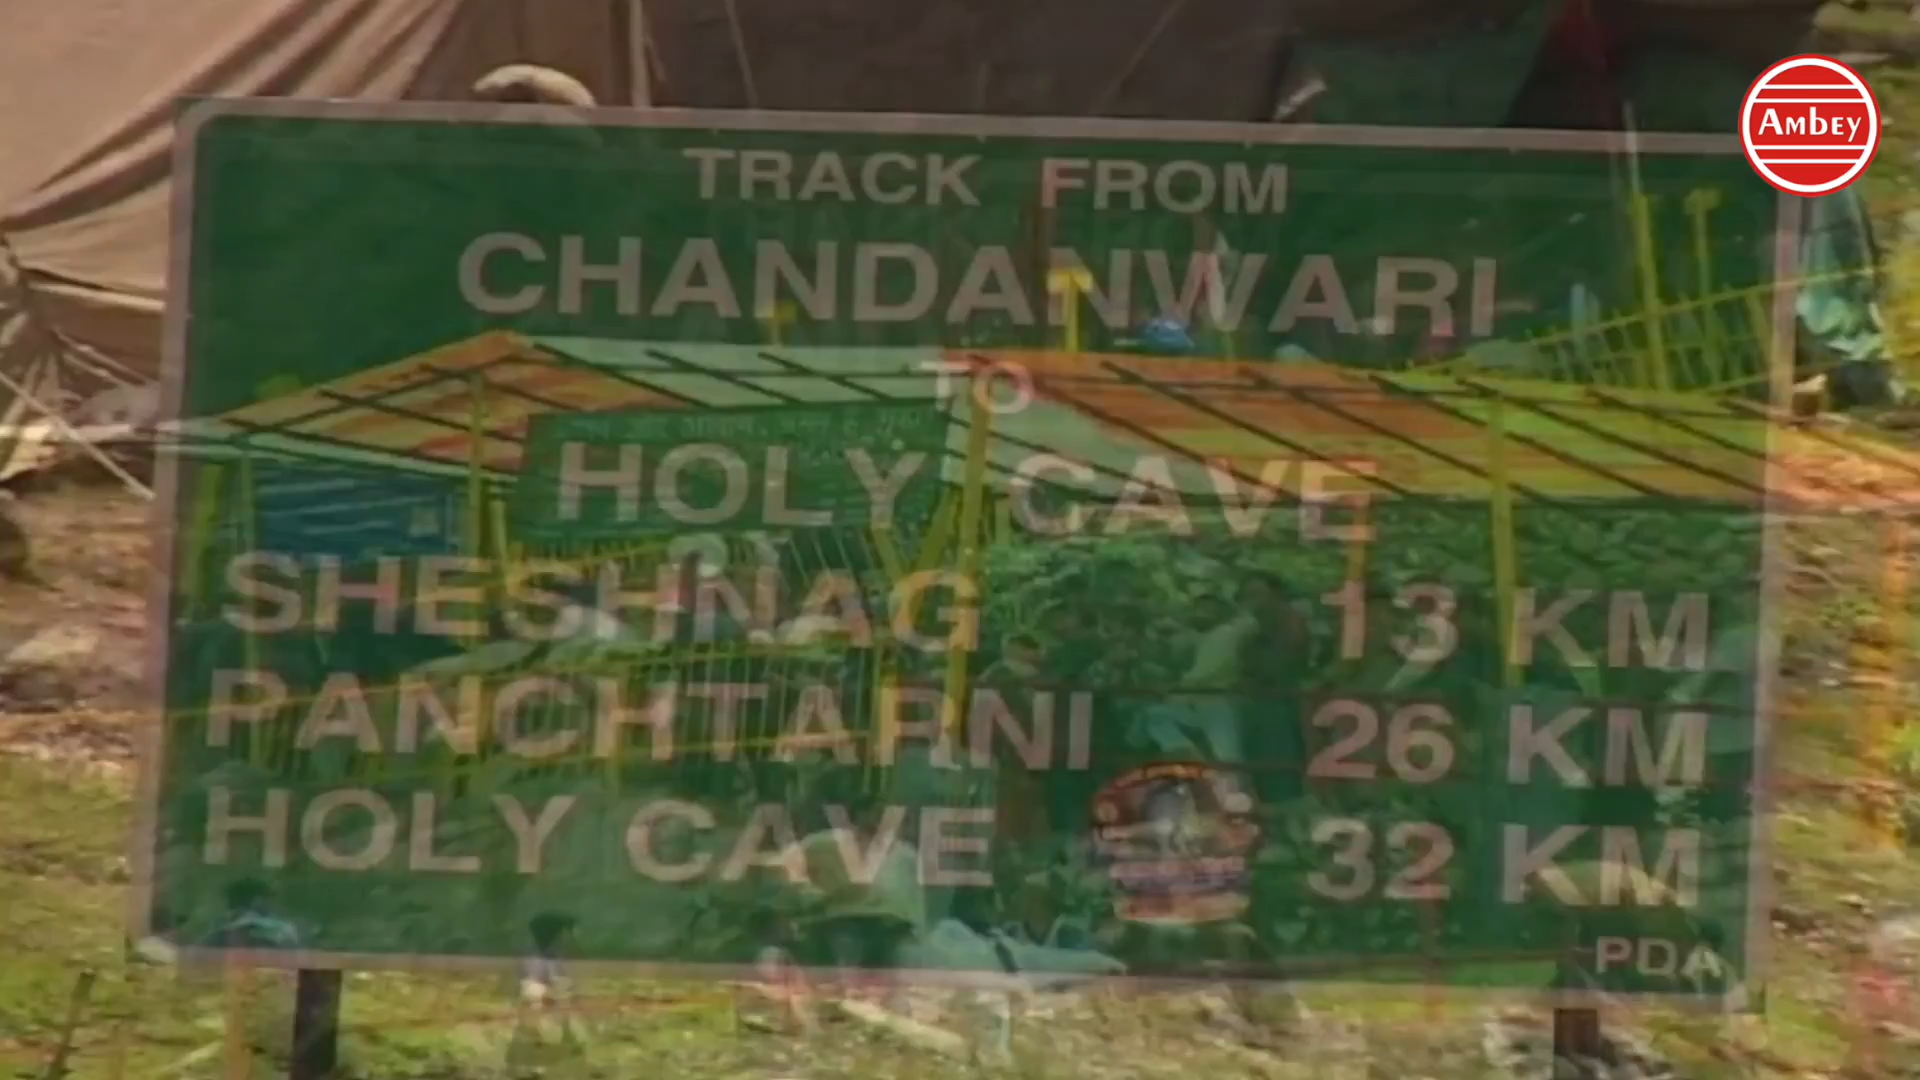 AMBEY
TRACK FROM
CHANDANWARI
TO
HOLY CAVE
SHESHNAG 13 KM
PANCHTARNI 26 KM
HOLY CAVE 32 KM
PDA